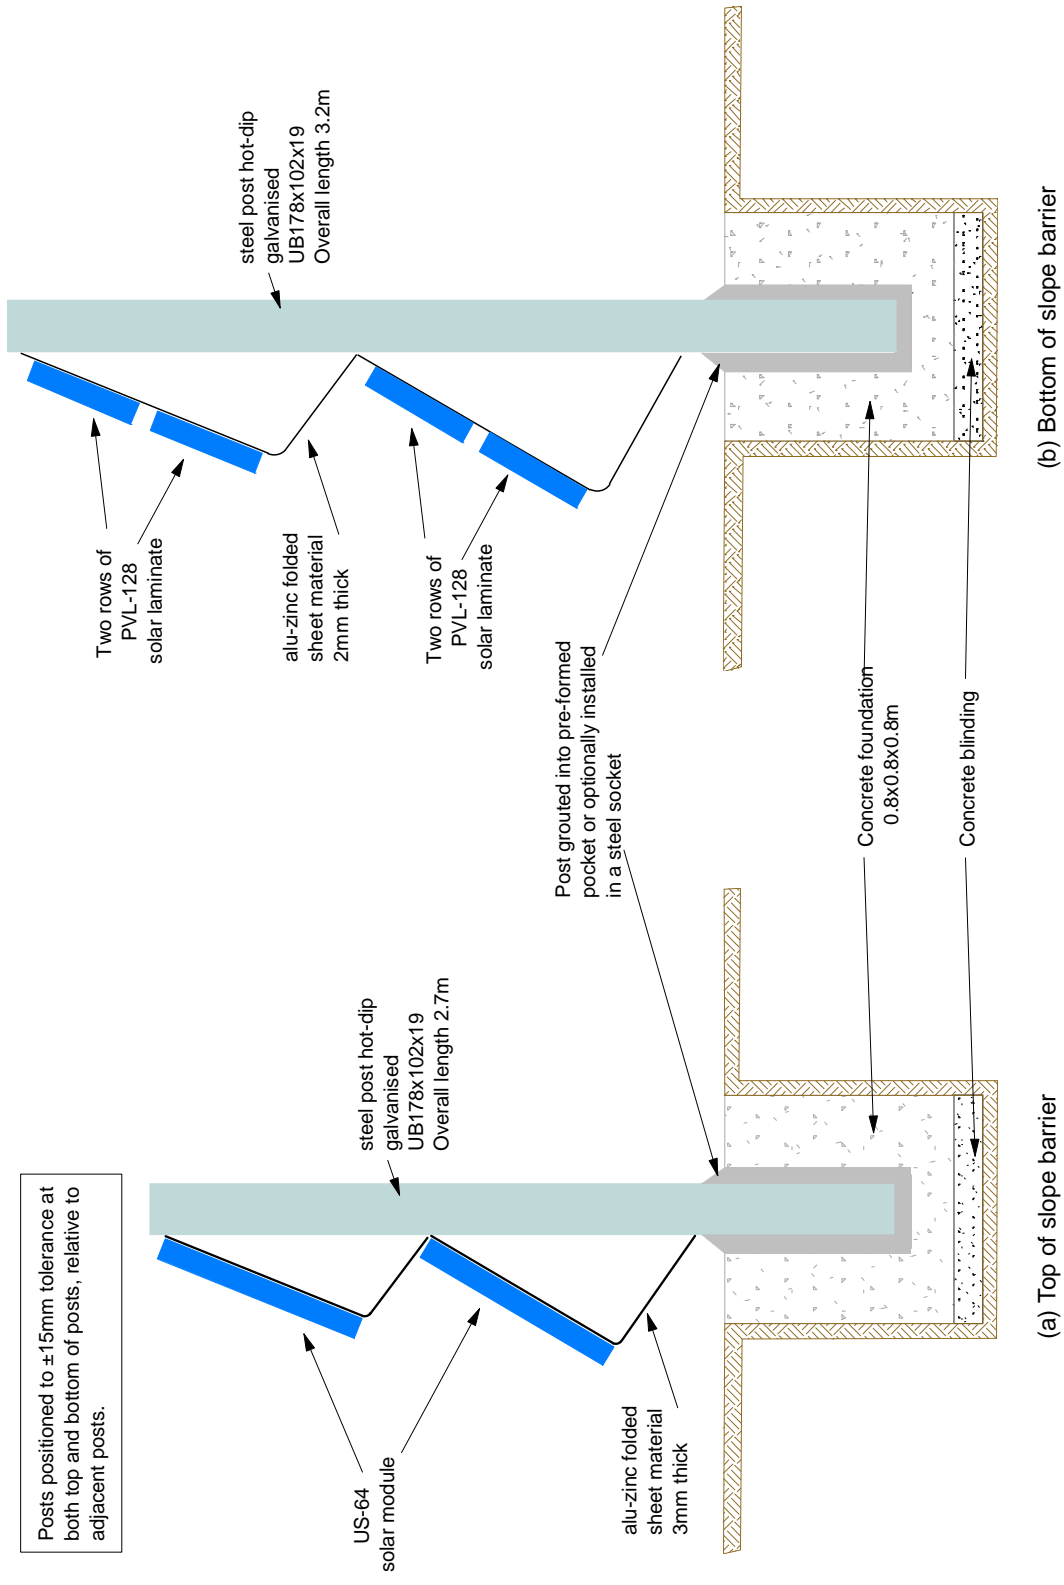 Posts positioned to ±15mm tolerance at
both top and bottom of posts, relative to
adjacent posts.
US-64
solar module
steel post hot-dip
galvanised
UB178x102x19
Overall length 2.7m
alu-zinc folded
sheet material
3mm thick
(a) Top of slope barrier
Post grouted into pre-formed
pocket or optionally installed
in a steel socket
Concrete foundation
0.8x0.8x0.8m
Concrete blinding
Two rows of
PVL-128
solar laminate
alu-zinc folded
sheet material
2mm thick
Two rows of
PVL-128
solar laminate
steel post hot-dip
galvanised
UB178x102x19
Overall length 3.2m
(b) Bottom of slope barrier